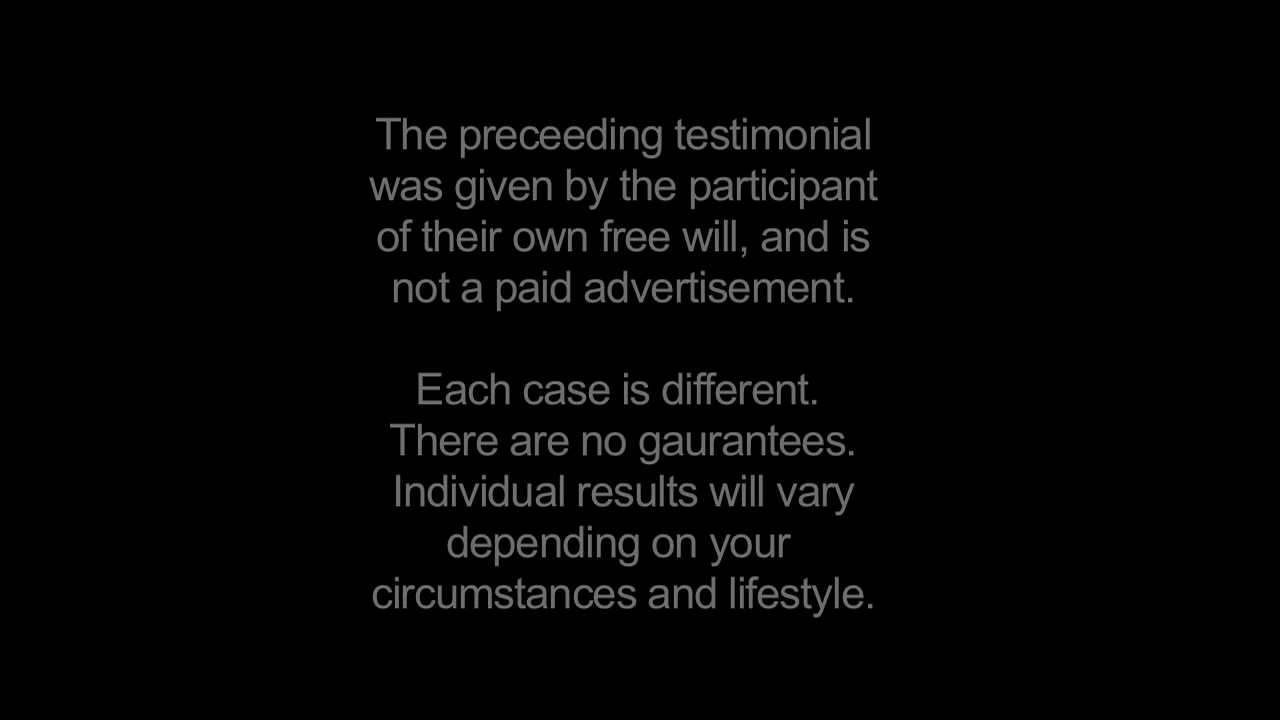 The preceeding testimonial
was given by the participant
of their own free will, and is
not a paid advertisement.
Each case is different.
There are no gaurantees.
Individual results will vary
depending on your
circumstances and lifestyle.